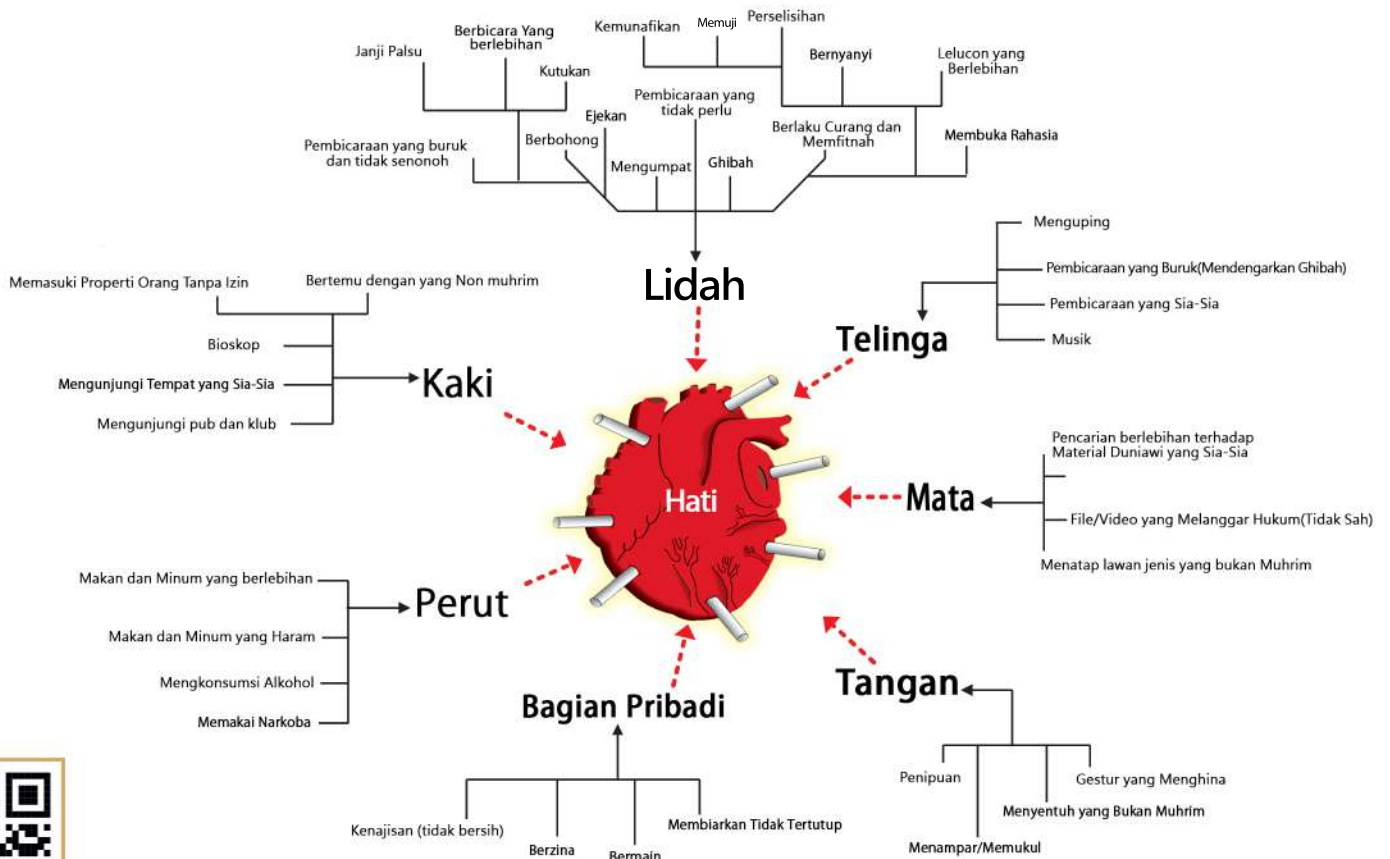 Kemunafikan
Memuji
Perselisihan
Janji Palsu
Berbicara Yang
berlebihan
Kutukan
Bernyanyi
Lelucon yang
Berlebihan
Pembicaraan yang buruk
dan tidak senonoh
Berbohong
Ejekan
Mengumpat
Pembicaraan yang
tidak perlu
Ghibah
Berlaku Curang dan
Memfitnah
Membuka Rahasia
Lidah
Menguping
Pembicaraan yang Buruk(Mendengarkan Ghibah)
Pembicaraan yang Sia-Sia
Musik
Telinga
Memasuki Properti Orang Tanpa Izin
Bertemu dengan yang Non muhrim
Bioskop
Mengunjungi Tempat yang Sia-Sia
Mengunjungi pub dan klub
Kaki
Hati
Pencarian berlebihan terhadap
Material Duniawi yang Sia-Sia
File/Video yang Melanggar Hukum(Tidak Sah)
Menatap lawan jenis yang bukan Muhrim
Mata
Makan dan Minum yang berlebihan
Makan dan Minum yang Haram
Mengkonsumsi Alkohol
Memakai Narkoba
Perut
Bagian Pribadi
Kenajisan (tidak bersih)
Berzina
Bermain
Membiarkan Tidak Tertutup
Tangan
Penipuan
Gestur yang Menghina
Menyentuh yang Bukan Muhrim
Menampar/Memukul